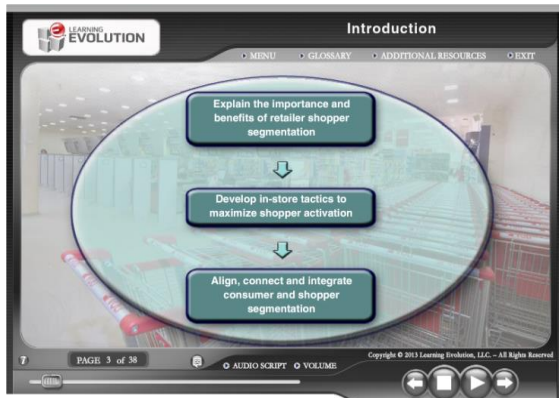 LEARNING
EVOLUTION
Introduction
MENU
GLOSSARY
ADDITIONAL RESOURCES
EXIT
Explain the importance and
benefits of retailer shopper
segmentation
Develop in-store tactics to
maximize shopper activation
Align, connect and integrate
consumer and shopper
segmentation
?
PAGE 3 of 38
AUDIO SCRIPT
VOLUME
Copyright © 2013 Learning Evolution, LLC. – All Rights Reserved